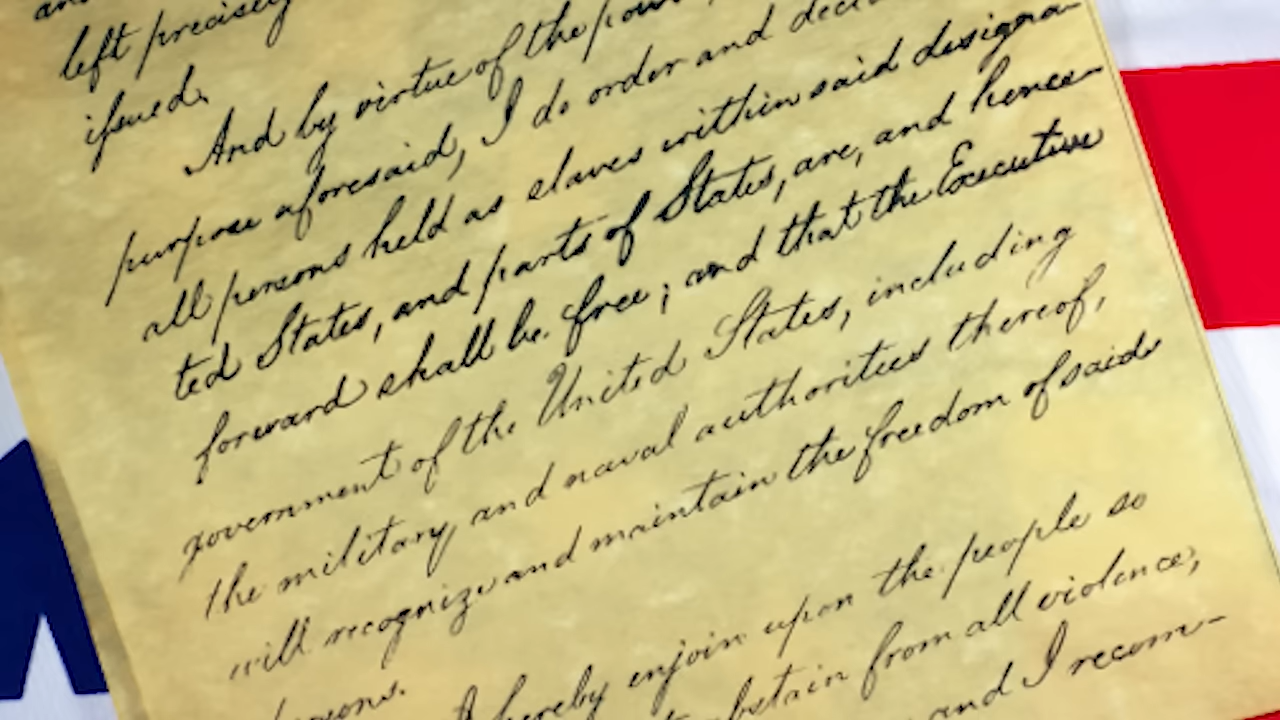 left precisely
issued.
And by virtue of the power,
purpose aforesaid, I do order and decla
all persons held as slaves within said designa-
ted States, and parts of States, are, and hence-
forward shall be free; and that the Executive
government of the United States, including
the military and naval authorities thereof,
will recognize and maintain the freedom of said
persons.
hereby enjoin upon the people so
abstain from all violence,
and I recom-